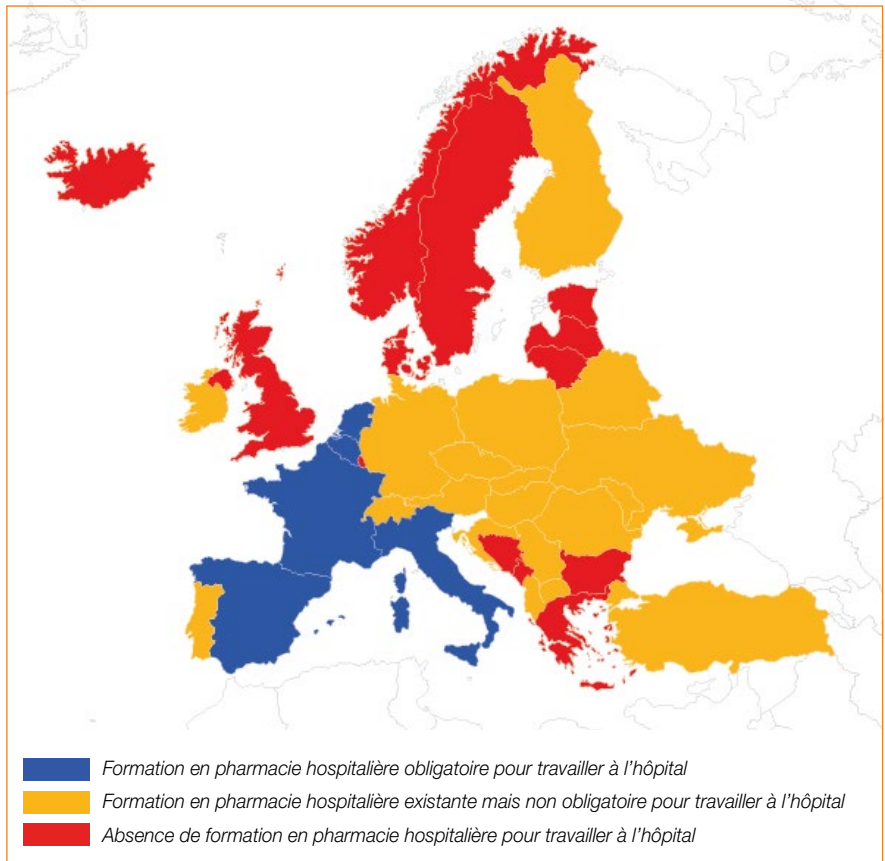 Formation en pharmacie hospitalière obligatoire pour travailler à l’hôpital
Formation en pharmacie hospitalière existante mais non obligatoire pour travailler à l’hôpital
Absence de formation en pharmacie hospitalière pour travailler à l’hôpital